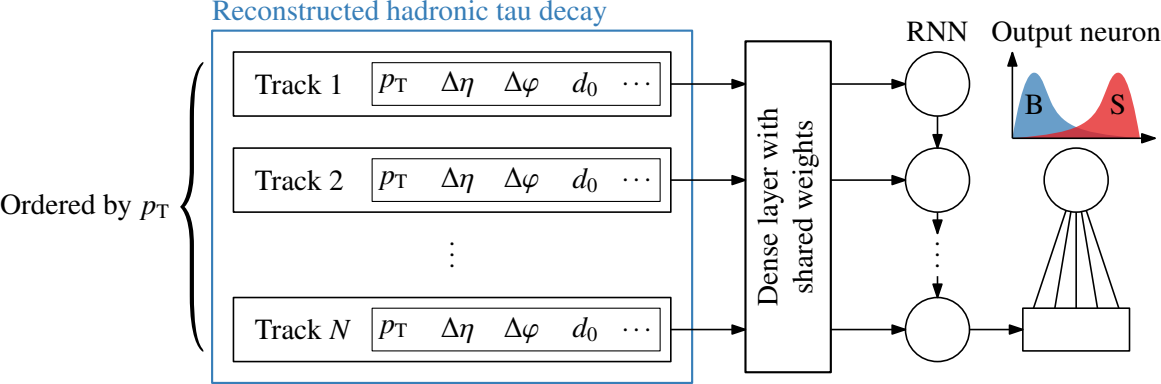 Reconstructed hadronic tau decay
RNN
Output neuron
Track 1 pT Δη Δφ d0 ⋯
B S
Track 2 pT Δη Δφ d0 ⋯
Ordered by pT
⋮
Track N pT Δη Δφ d0 ⋯
Dense layer with
shared weights
⋮